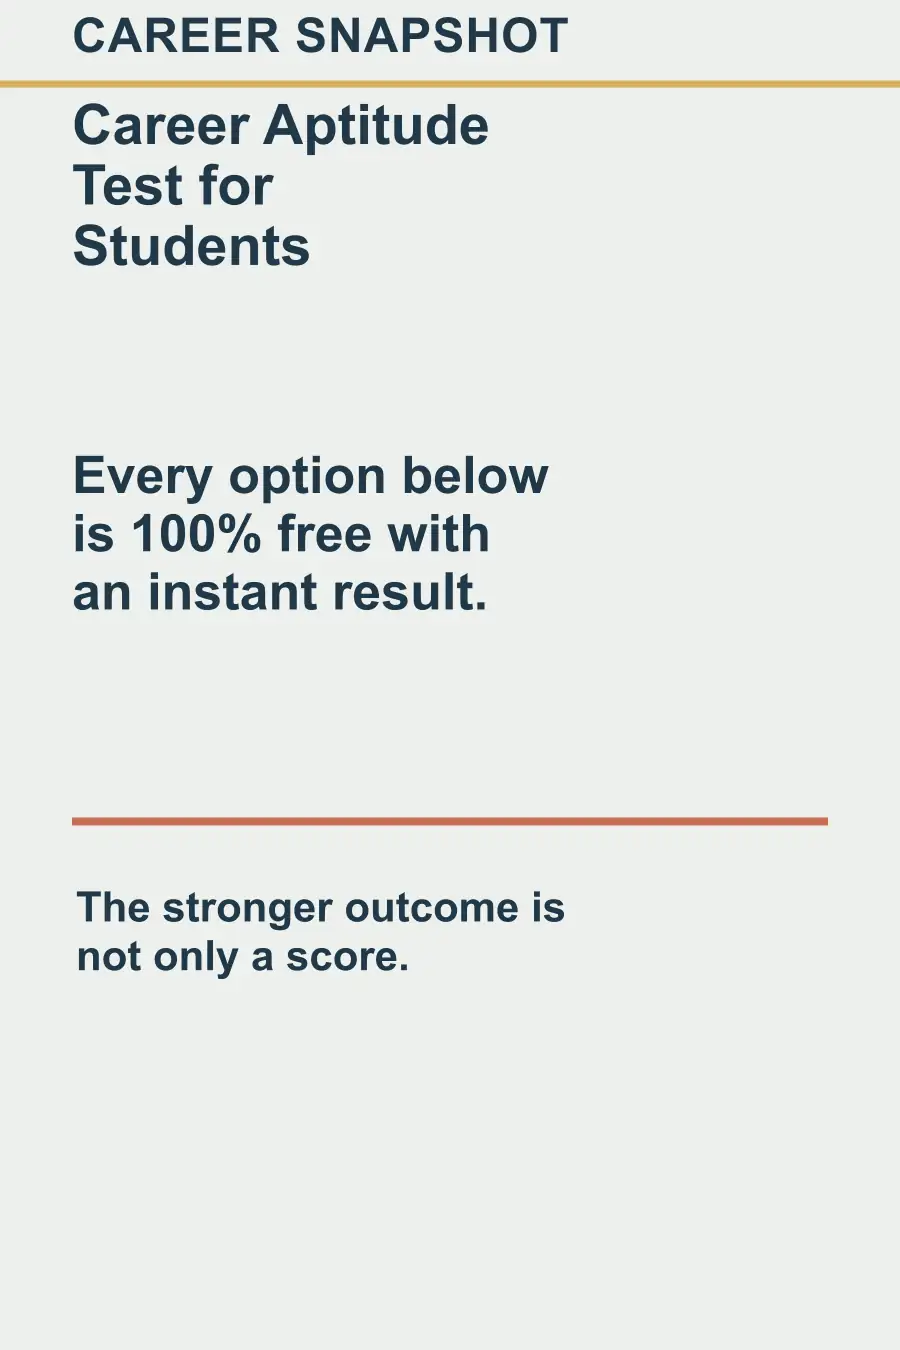 CAREER SNAPSHOT
Career Aptitude
Test for
Students
Every option below
is 100% free with
an instant result.
The stronger outcome is
not only a score.